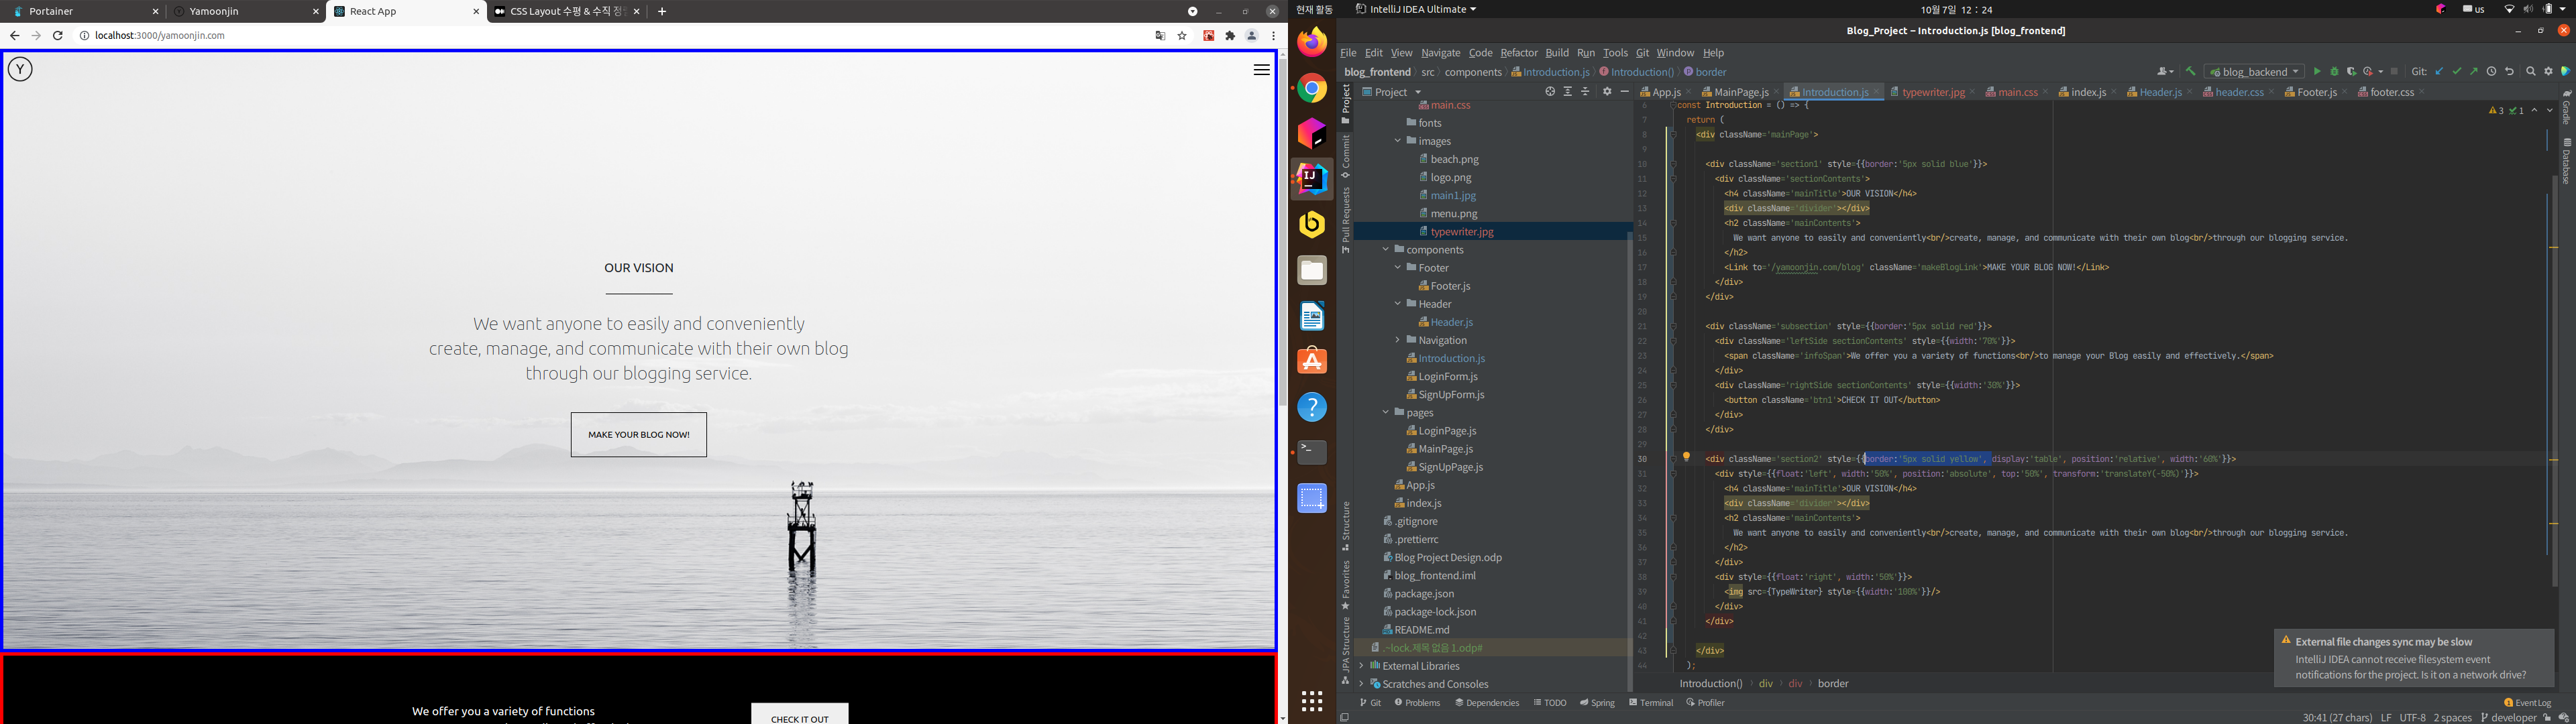 Portainer
Yamoonjin
React App
CSS Layout 수평 & 수직 정
localhost:3000/yamoonjin.com
Y
OUR VISION
We want anyone to easily and conveniently
create, manage, and communicate with their own blog
through our blogging service.
MAKE YOUR BLOG NOW!
We offer you a variety of functions
CHECK IT OUT
현재 활동
IntelliJ IDEA Ultimate
10월 7일 12 : 24
us
Blog_Project – Introduction.js [blog_frontend]
File Edit View Navigate Code Refactor Build Run Tools Git Window Help
blog_frontend src components Introduction.js Introduction() border
blog_backend
Git:
Project
App.js MainPage.js Introduction.js typewriter.jpg main.css index.js Header.js header.css Footer.js footer.css
Project
Commit
Pull Requests
Structure
Favorites
JPA Structure
main.css
fonts
images
beach.png
logo.png
main1.jpg
menu.png
typewriter.jpg
components
Footer
Footer.js
Header
Header.js
Navigation
Introduction.js
LoginForm.js
SignUpForm.js
pages
LoginPage.js
MainPage.js
SignUpPage.js
App.js
index.js
.gitignore
.prettierrc
Blog Project Design.odp
blog_frontend.iml
package.json
package-lock.json
README.md
.~lock.제목 없음 1.odp#
External Libraries
Scratches and Consoles
3 1
6 const Introduction = () => {
7 return (
8 <div className='mainPage'>
9
10 <div className='section1' style={{border:'5px solid blue'}}>
11 <div className='sectionContents'>
12 <h4 className='mainTitle'>OUR VISION</h4>
13 <div className='divider'></div>
14 <h2 className='mainContents'>
15 We want anyone to easily and conveniently<br/>create, manage, and communicate with their own blog<br/>through our blogging service.
16 </h2>
17 <Link to='/yamoonjin.com/blog' className='makeBlogLink'>MAKE YOUR BLOG NOW!</Link>
18 </div>
19 </div>
20
21 <div className='subsection' style={{border:'5px solid red'}}>
22 <div className='leftSide sectionContents' style={{width:'70%'}}>
23 <span className='infoSpan'>We offer you a variety of functions<br/>to manage your Blog easily and effectively.</span>
24 </div>
25 <div className='rightSide sectionContents' style={{width:'30%'}}>
26 <button className='btn1'>CHECK IT OUT</button>
27 </div>
28 </div>
29
30 <div className='section2' style={{border:'5px solid yellow', display:'table', position:'relative', width:'60%'}}>
31 <div style={{float:'left', width:'50%', position:'absolute', top:'50%', transform:'translateY(-50%)'}}>
32 <h4 className='mainTitle'>OUR VISION</h4>
33 <div className='divider'></div>
34 <h2 className='mainContents'>
35 We want anyone to easily and conveniently<br/>create, manage, and communicate with their own blog<br/>through our blogging service.
36 </h2>
37 </div>
38 <div style={{float:'right', width:'50%'}}>
39 <img src={TypeWriter} style={{width:'100%'}}/>
40 </div>
41 </div>
42
43 </div>
44 );
Gradle
Database
External file changes sync may be slow
IntelliJ IDEA cannot receive filesystem event
notifications for the project. Is it on a network drive?
Introduction() div div border
Git Problems Dependencies TODO Spring Terminal Profiler
1 Event Log
30:41 (27 chars) LF UTF-8 2 spaces developer